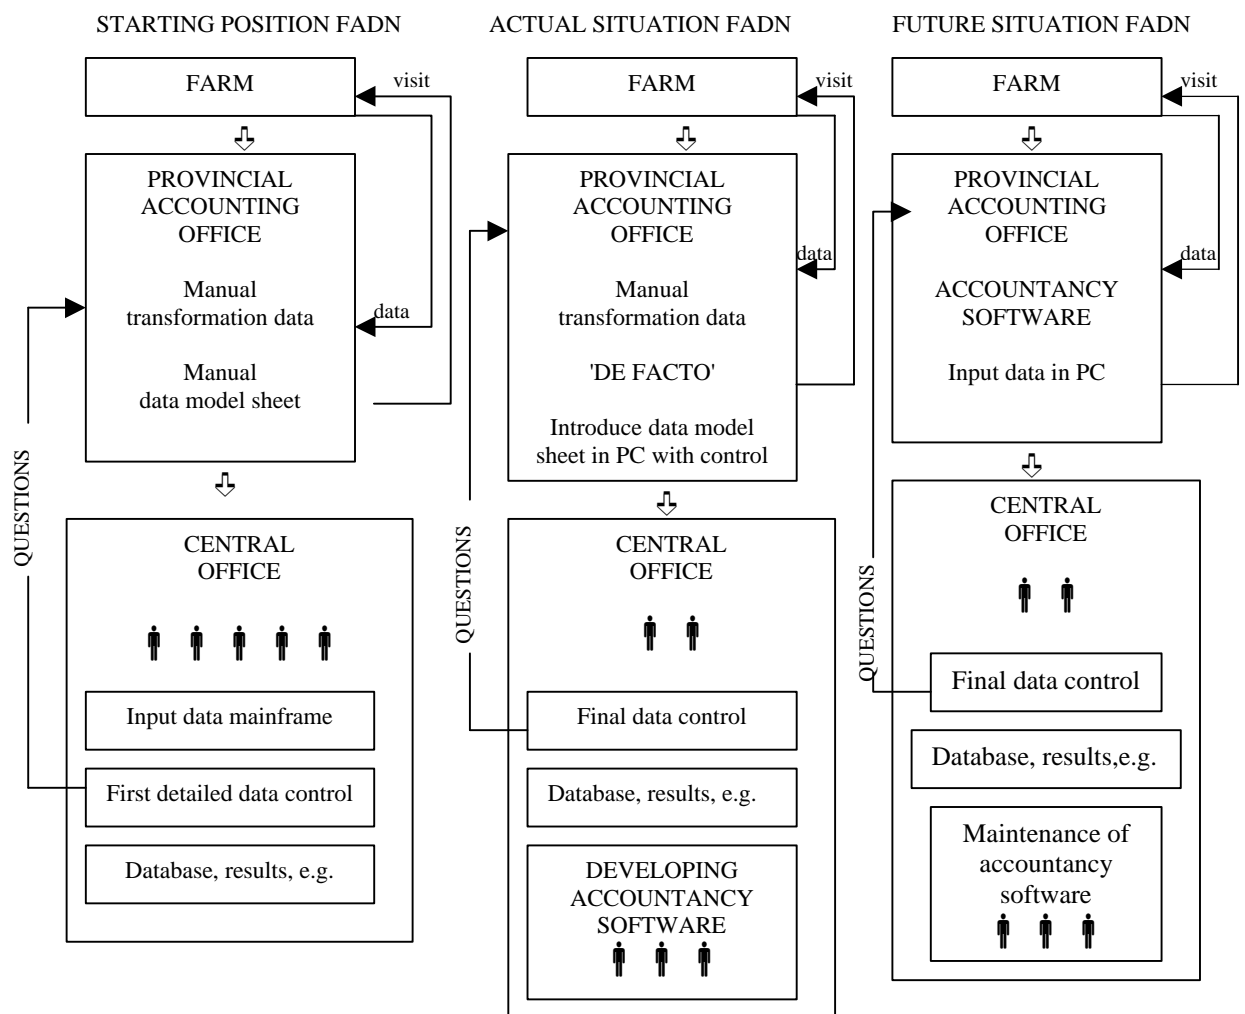 STARTING POSITION FADN
FARM
visit
PROVINCIAL
ACCOUNTING
OFFICE
Manual
transformation data
data
Manual
data model sheet
QUESTIONS
CENTRAL
OFFICE
Input data mainframe
First detailed data control
Database, results, e.g.
ACTUAL SITUATION FADN
FARM
visit
PROVINCIAL
ACCOUNTING
OFFICE
data
Manual
transformation data
'DE FACTO'
Introduce data model
sheet in PC with control
QUESTIONS
CENTRAL
OFFICE
Final data control
Database, results, e.g.
DEVELOPING
ACCOUNTANCY
SOFTWARE
FUTURE SITUATION FADN
FARM
visit
PROVINCIAL
ACCOUNTING
OFFICE
data
ACCOUNTANCY
SOFTWARE
Input data in PC
QUESTIONS
CENTRAL
OFFICE
Final data control
Database, results,e.g.
Maintenance of
accountancy
software